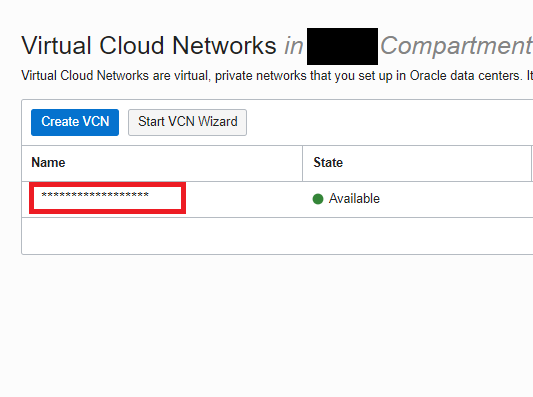 Virtual Cloud Networks in Compartment
Virtual Cloud Networks are virtual, private networks that you set up in Oracle data centers. It
Create VCN Start VCN Wizard
Name State
****************** Available